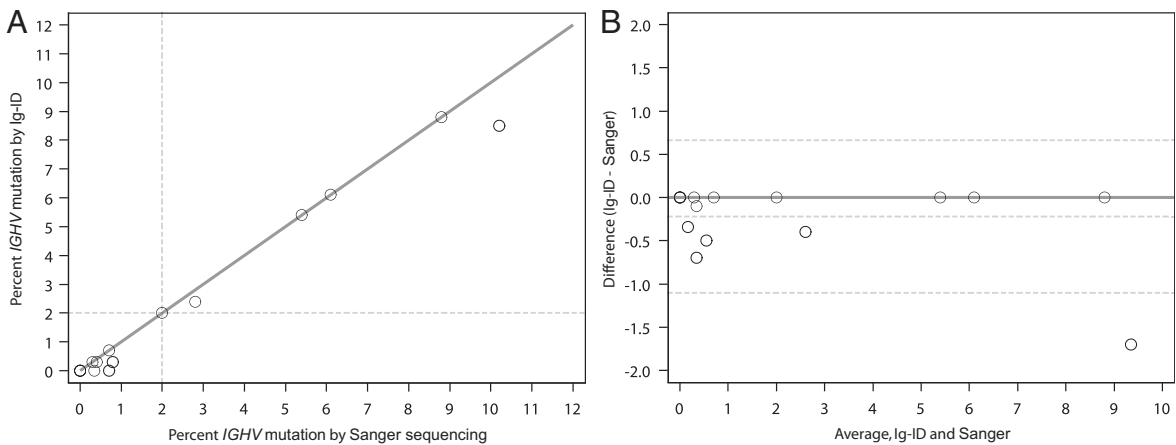 A
12
11
10
9
8
7
6
5
4
3
2
1
0
Percent IGHV mutation by Ig-ID
0 1 2 3 4 5 6 7 8 9 10 11 12
Percent IGHV mutation by Sanger sequencing
B
2.0
1.5
1.0
0.5
0.0
-0.5
-1.0
-1.5
-2.0
Difference (Ig-ID - Sanger)
0 1 2 3 4 5 6 7 8 9 10
Average, Ig-ID and Sanger